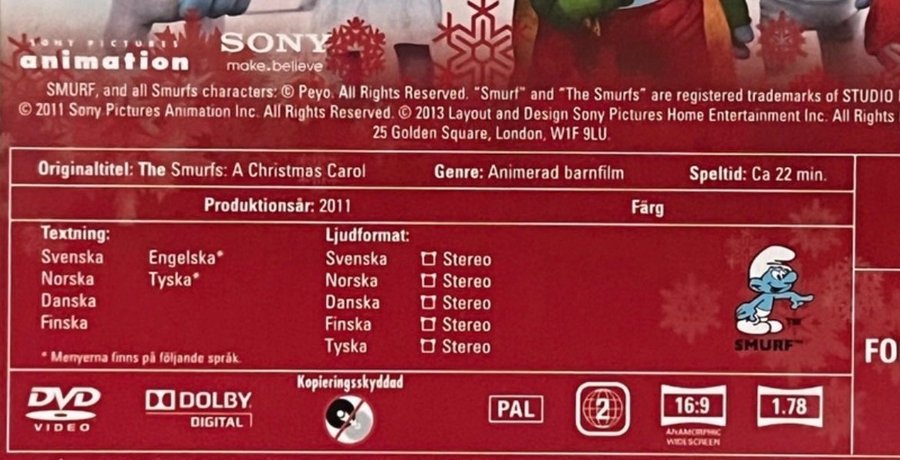 SONY PICTURES
animation
SONY
make.believe
SMURF, and all Smurfs characters: © Peyo. All Rights Reserved. "Smurf" and "The Smurfs" are registered trademarks of STUDIO
© 2011 Sony Pictures Animation Inc. All Rights Reserved. © 2013 Layout and Design Sony Pictures Home Entertainment Inc. All Rights
25 Golden Square, London, W1F 9LU.
Originaltitel: The Smurfs: A Christmas Carol Genre: Animerad barnfilm Speltid: Ca 22 min.
Produktionsår: 2011 Färg
Textning: Ljudformat:
Svenska Engelska* Svenska Stereo
Norska Tyska* Norska Stereo
Danska Danska Stereo
Finska Finska Stereo
Tyska Stereo
SMURF™
* Menyerna finns på följande språk.
FO
Kopieringsskyddad
DVD VIDEO DOLBY DIGITAL PAL 2 16:9 1.78
ANAMORPHIC
WIDESCREEN